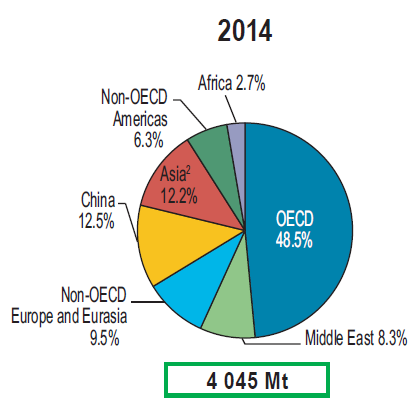 2014
Africa 2.7%
Non-OECD
Americas
6.3%
Asia²
12.2%
China
12.5%
OECD
48.5%
Non-OECD
Europe and Eurasia
9.5%
Middle East 8.3%
4 045 Mt